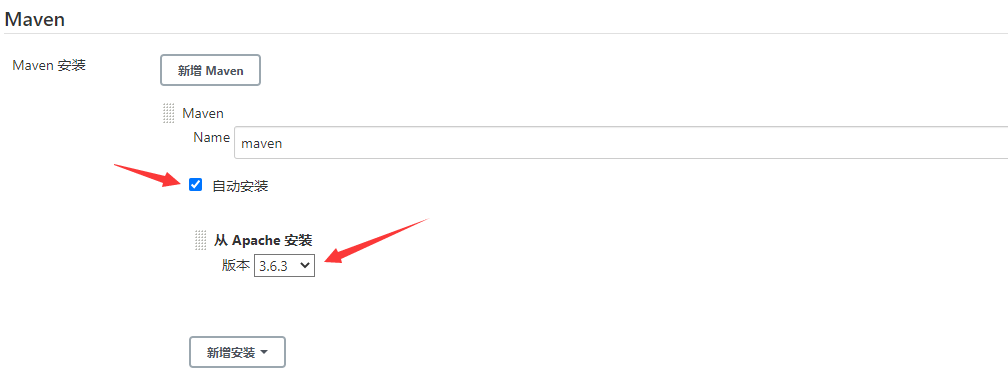 Maven
Maven 安装
新增 Maven
Maven
Name maven
自动安装
从 Apache 安装
版本 3.6.3
新增安装